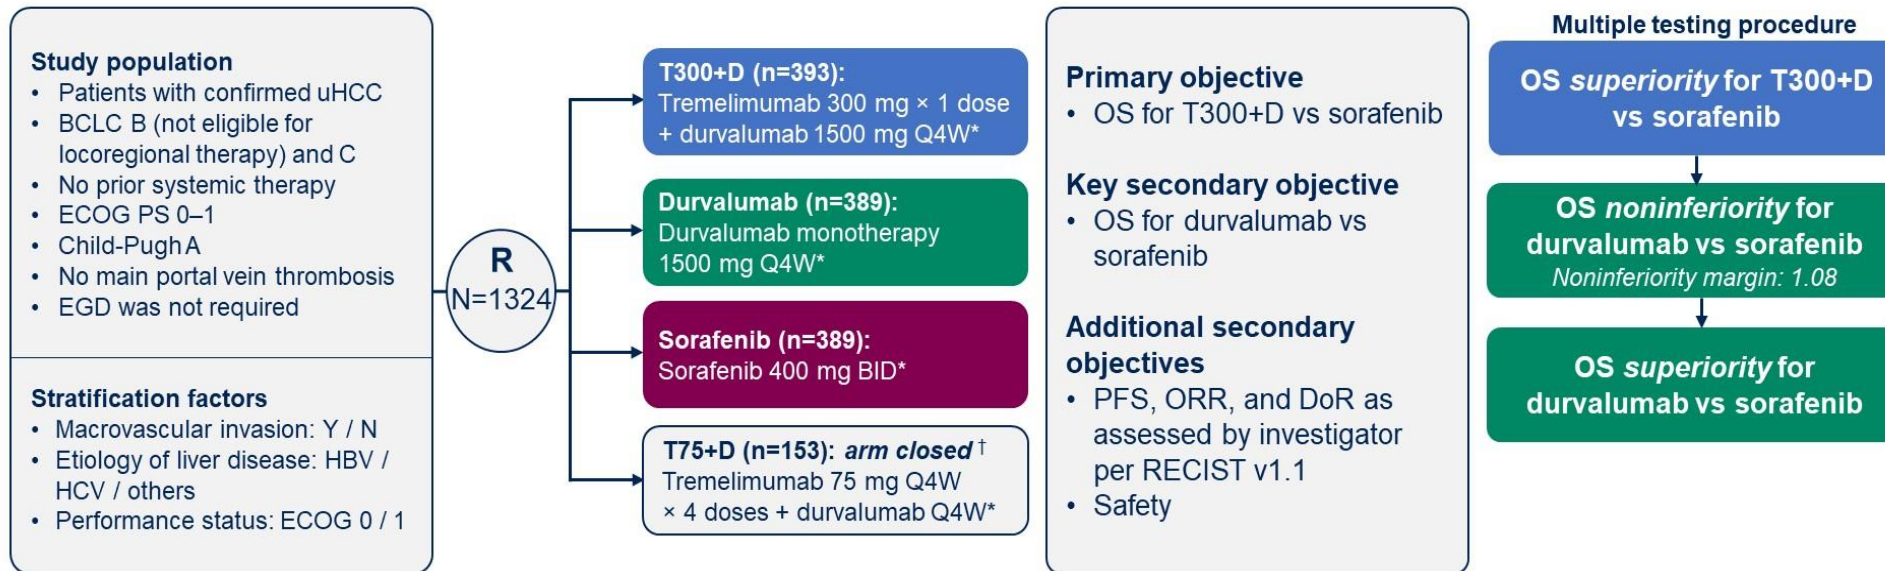 Study population
• Patients with confirmed uHCC
• BCLC B (not eligible for
locoregional therapy) and C
• No prior systemic therapy
• ECOG PS 0–1
• Child-Pugh A
• No main portal vein thrombosis
• EGD was not required
Stratification factors
• Macrovascular invasion: Y / N
• Etiology of liver disease: HBV /
HCV / others
• Performance status: ECOG 0 / 1
R
N=1324
T300+D (n=393):
Tremelimumab 300 mg × 1 dose
+ durvalumab 1500 mg Q4W*
Durvalumab (n=389):
Durvalumab monotherapy
1500 mg Q4W*
Sorafenib (n=389):
Sorafenib 400 mg BID*
T75+D (n=153): arm closed †
Tremelimumab 75 mg Q4W
× 4 doses + durvalumab Q4W*
Primary objective
• OS for T300+D vs sorafenib
Key secondary objective
• OS for durvalumab vs
sorafenib
Additional secondary
objectives
• PFS, ORR, and DoR as
assessed by investigator
per RECIST v1.1
• Safety
Multiple testing procedure
OS superiority for T300+D
vs sorafenib
OS noninferiority for
durvalumab vs sorafenib
Noninferiority margin: 1.08
OS superiority for
durvalumab vs sorafenib